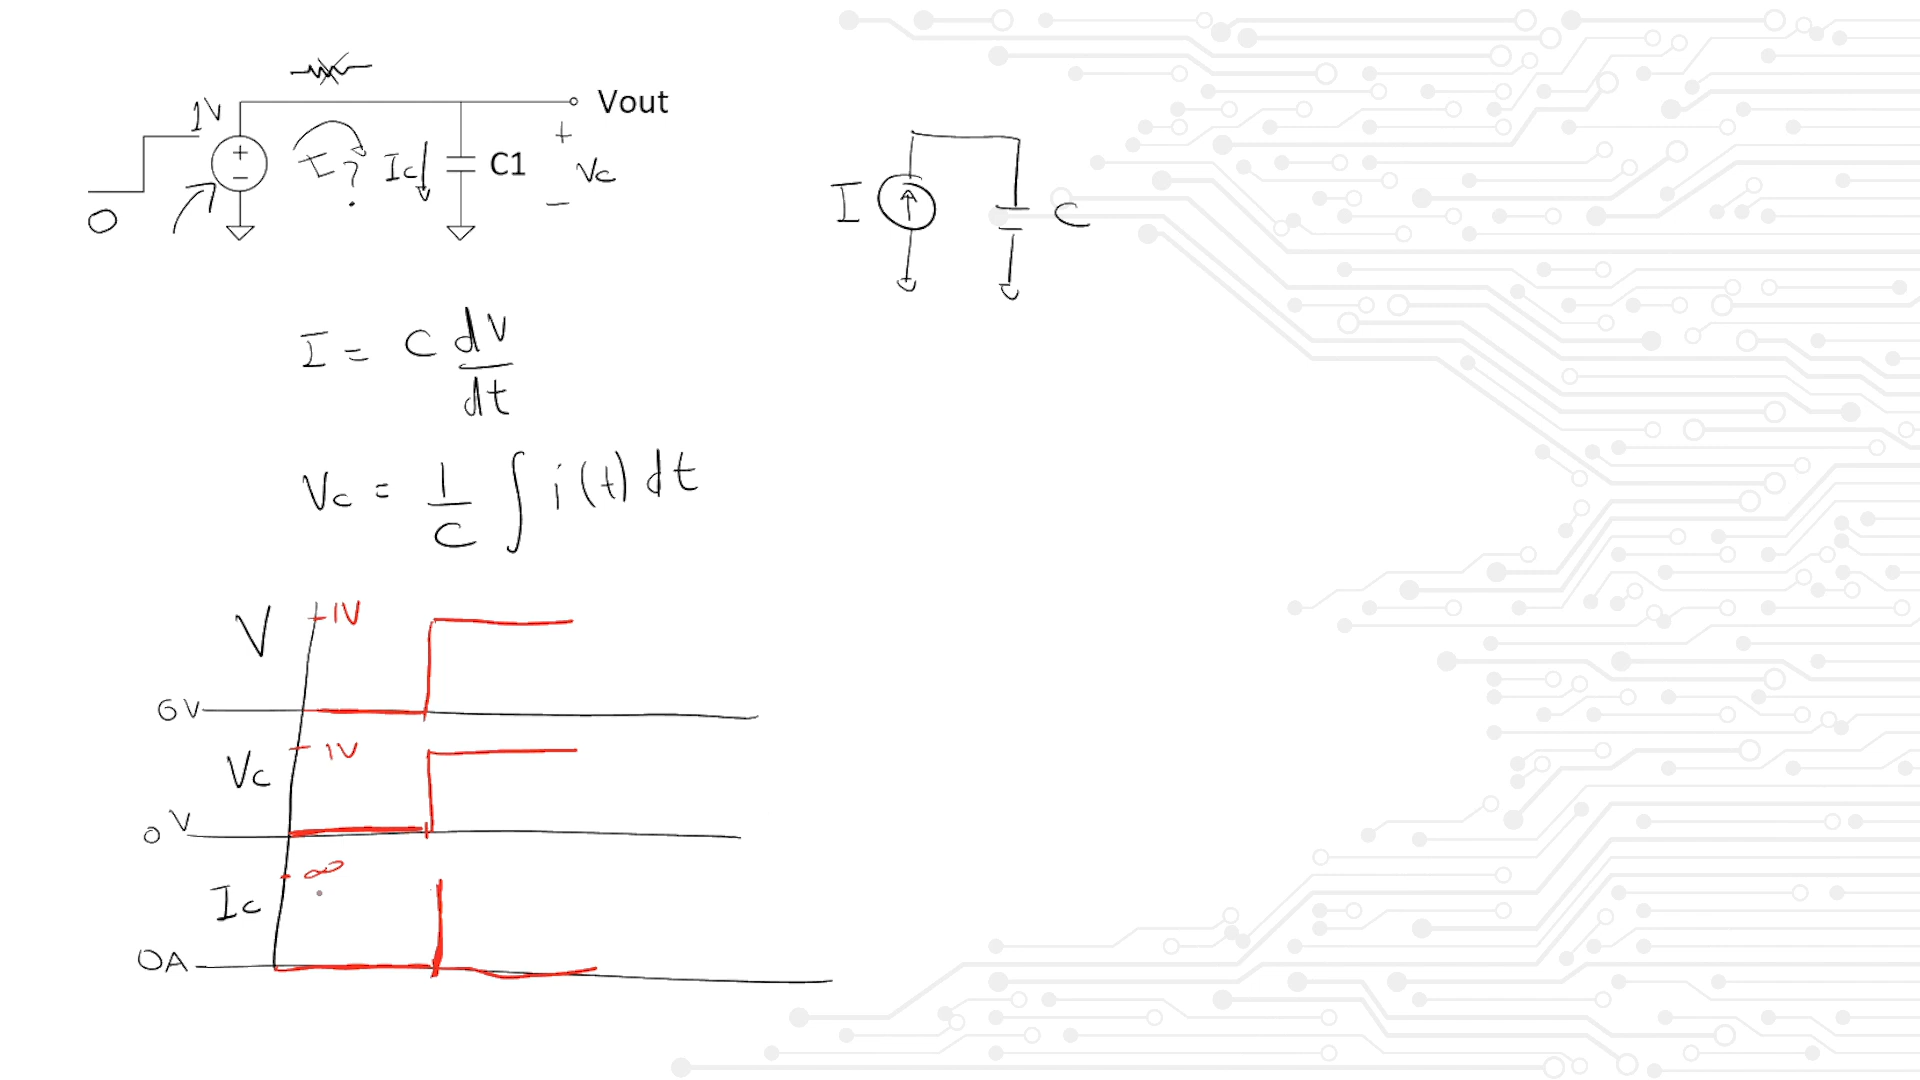 1V
Vout
+
+
−
I?
Ic
C1
Vc
−
0
I
C
I = C dV/dt
Vc = 1/C ∫ i(t) dt
V
1V
0V
1V
Vc
0V
∞
Ic
0A